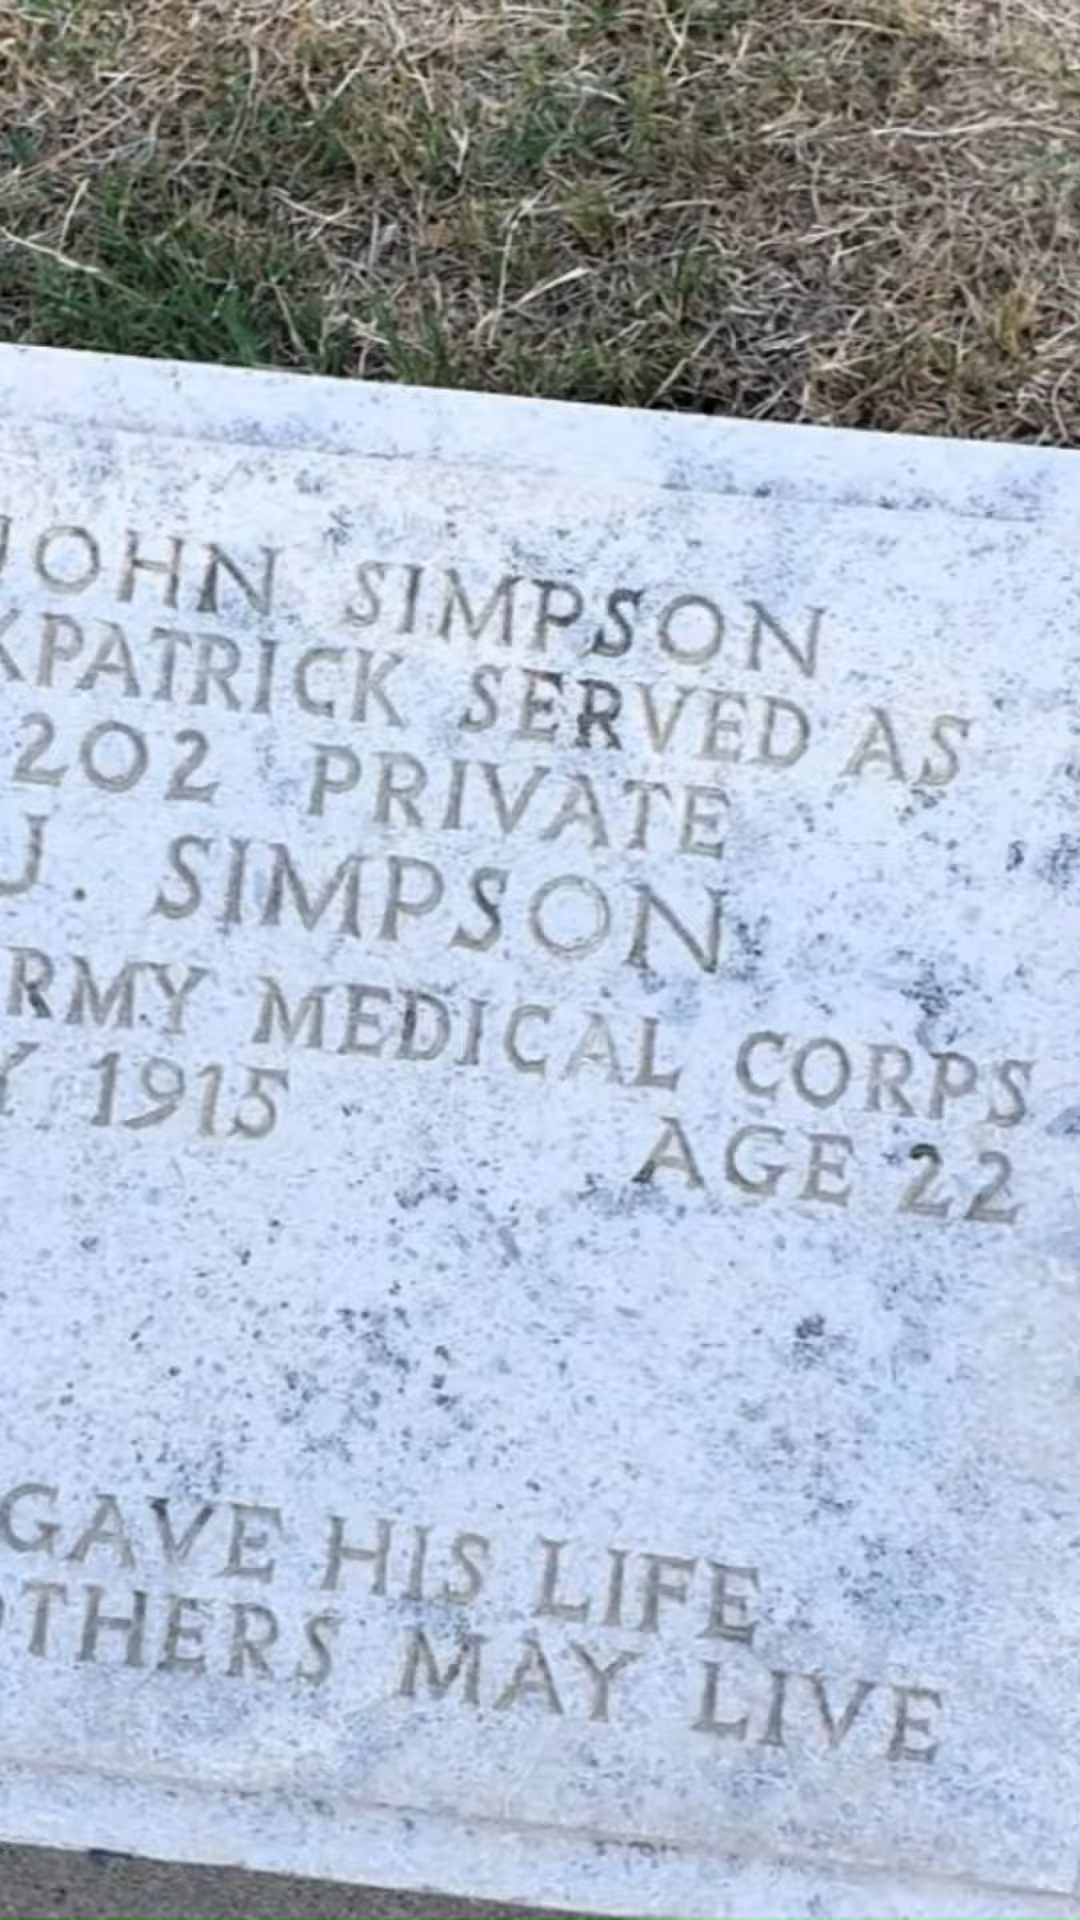 JOHN SIMPSON
KPATRICK SERVED AS
202 PRIVATE
J. SIMPSON
RMY MEDICAL CORPS
Y 1915 AGE 22
GAVE HIS LIFE
OTHERS MAY LIVE